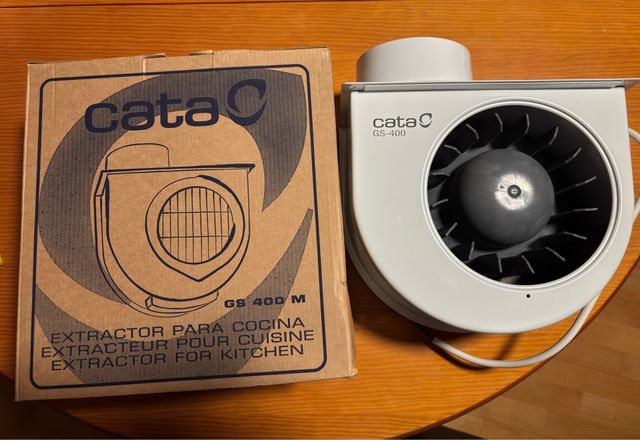 cata
GS 400 M
EXTRACTOR PARA COCINA
EXTRACTEUR POUR CUISINE
EXTRACTOR FOR KITCHEN
cata
GS-400